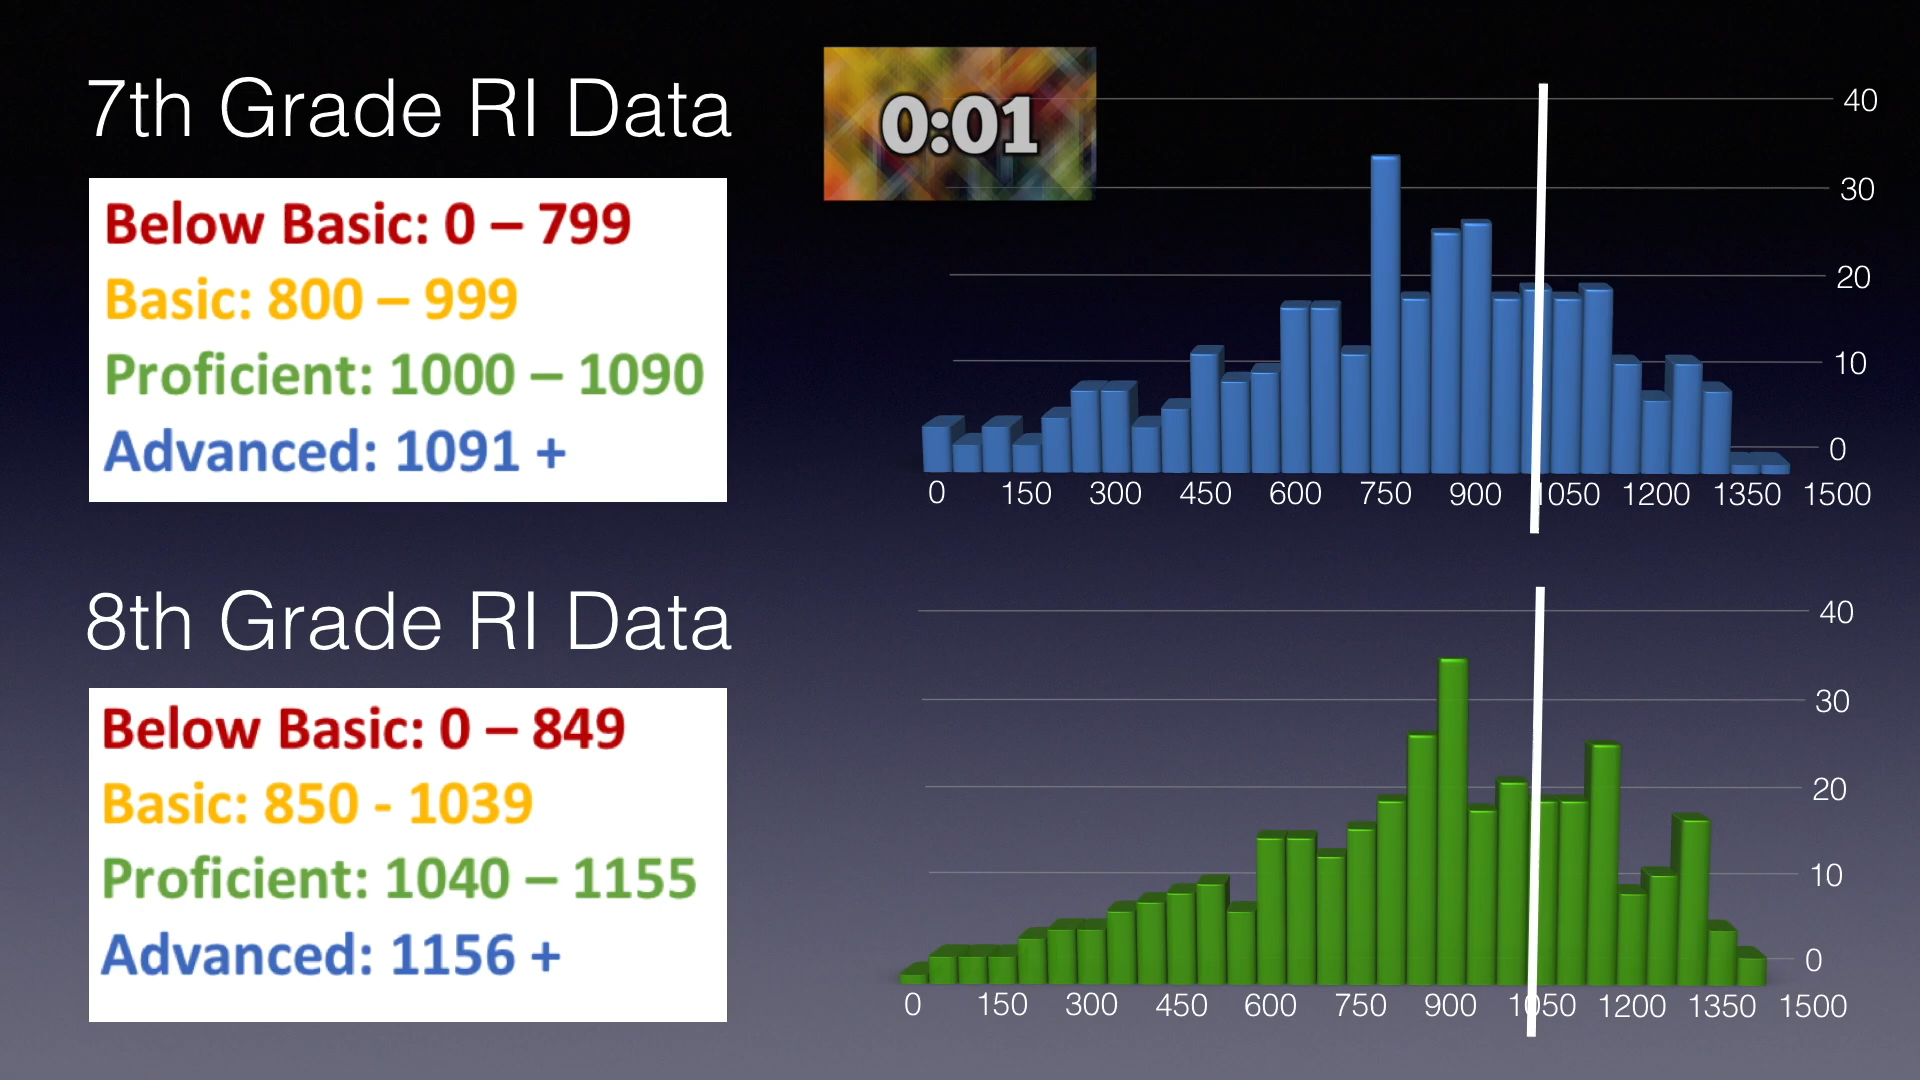 7th Grade RI Data
Below Basic: 0 – 799
Basic: 800 – 999
Proficient: 1000 – 1090
Advanced: 1091 +
0:01
40
30
20
10
0
0 150 300 450 600 750 900 1050 1200 1350 1500
8th Grade RI Data
Below Basic: 0 – 849
Basic: 850 - 1039
Proficient: 1040 – 1155
Advanced: 1156 +
40
30
20
10
0
0 150 300 450 600 750 900 1050 1200 1350 1500